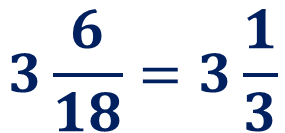 3 6/18 = 3 1/3